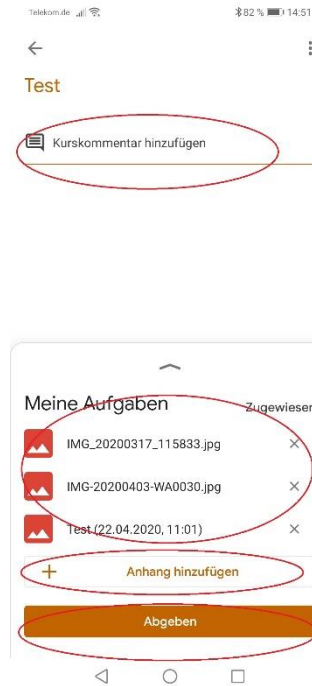 Telekom.de 82 % 14:51
Test
Kurskommentar hinzufügen
Meine Aufgaben Zugewiesen
IMG_20200317_115833.jpg
IMG-20200403-WA0030.jpg
Test (22.04.2020, 11:01)
Anhang hinzufügen
Abgeben